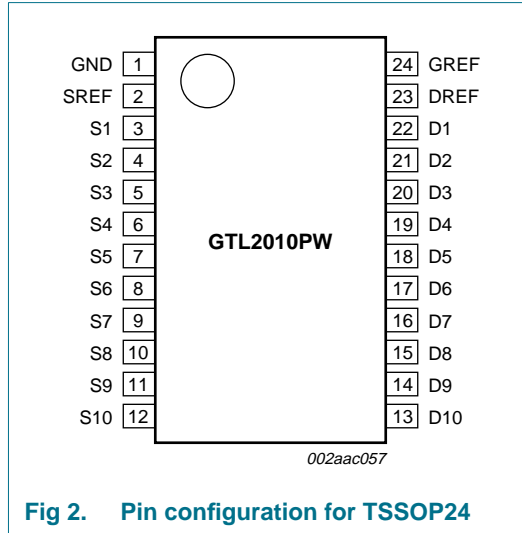 GND 1 24 GREF
SREF 2 23 DREF
S1 3 22 D1
S2 4 21 D2
S3 5 20 D3
S4 6 19 D4
GTL2010PW
S5 7 18 D5
S6 8 17 D6
S7 9 16 D7
S8 10 15 D8
S9 11 14 D9
S10 12 13 D10
002aac057
Fig 2. Pin configuration for TSSOP24